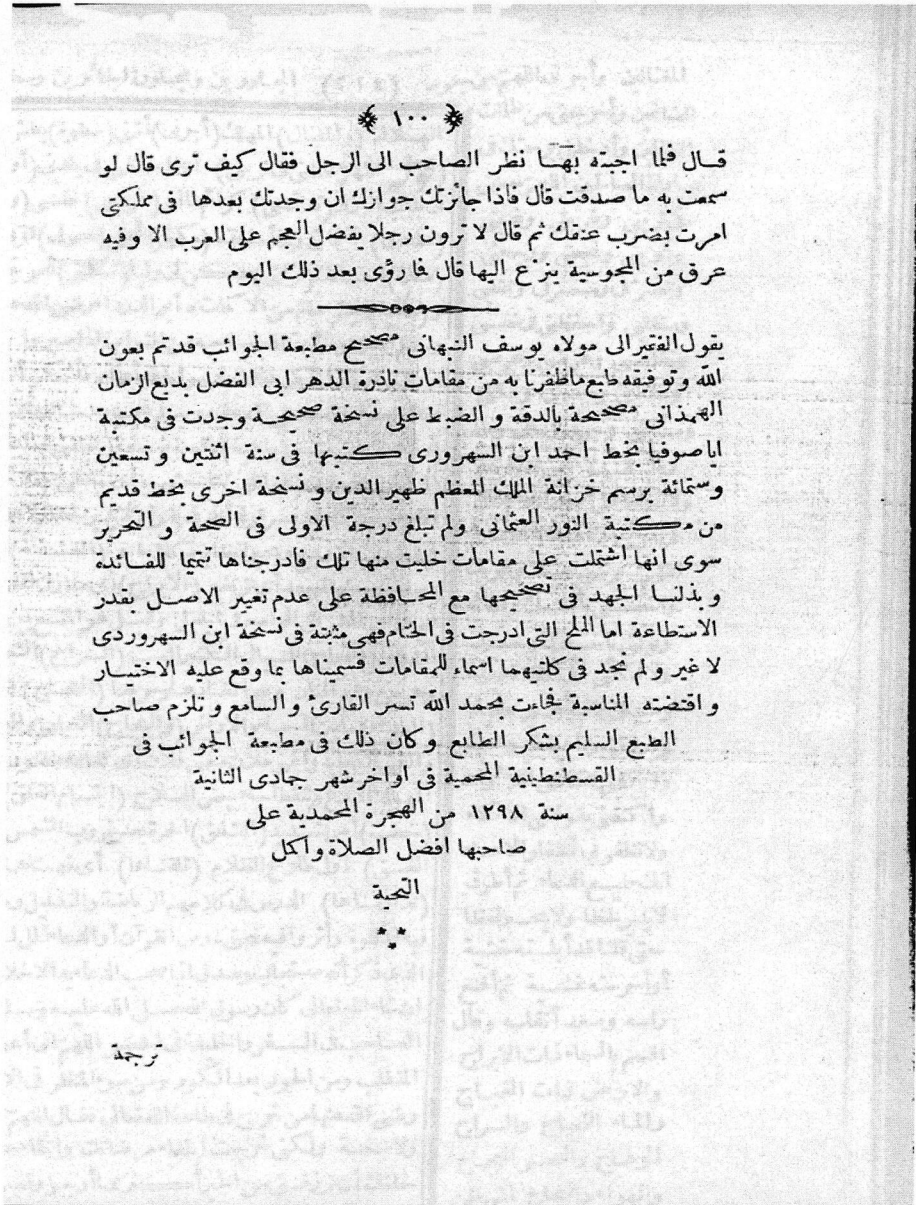 ﴿ ١٠٠ ﴾
قال فلما اجبته بهتا نظر الصاحب الى الرجل فقال كيف ترى قال لو
سمعت به ما صدقت قال فاذا جائزتك جوازك ان وجدتك بعدها فى مملكتى
امرت بضرب عنقك ثم قال لا ترون رجلا يفضل العجم على العرب الا وفيه
عرق من المجوسية ينزع اليها قال فما رؤى بعد ذلك اليوم
يقول الفقير الى مولاه يوسف النبهانى مصحح مطبعة الجوائب قد تم بعون
الله وتوفيقه طبع ماظفرنا به من مقامات نادرة الدهر ابى الفضل بديع الزمان
الهمذانى مصححة بالدقة و الضبط على نسخة صحيحة وجدت فى مكتبة
اياصوفيا بخط احمد ابن السهروردى كتبها فى سنة اثنتين و تسعين
وستمائة برسم خزانة الملك المعظم ظهير الدين و نسخة اخرى بخط قديم
من مكتبة النور العثمانى ولم تبلغ درجة الاولى فى الصحة و التحرير
سوى انها اشتملت على مقامات خليت منها تلك فادرجناها تتميما للفائدة
و بذلنا الجهد فى تصحيحها مع المحافظة على عدم تغيير الاصل بقدر
الاستطاعة اما الملح التى ادرجت فى الختام فهى مثبتة فى نسخة ابن السهروردى
لا غير ولم نجد فى كلتيهما اسماء للمقامات فسميناها بما وقع عليه الاختيار
و اقتضته المناسبة فجاءت بحمد الله تسر القارئ و السامع و تلزم صاحب
الطبع السليم بشكر الطابع وكان ذلك فى مطبعة الجوائب فى
القسطنطينية المحمية فى اواخر شهر جمادى الثانية
سنة ١٢٩٨ من الهجرة المحمدية على
صاحبها افضل الصلاة واكمل
التحية
ترجمة